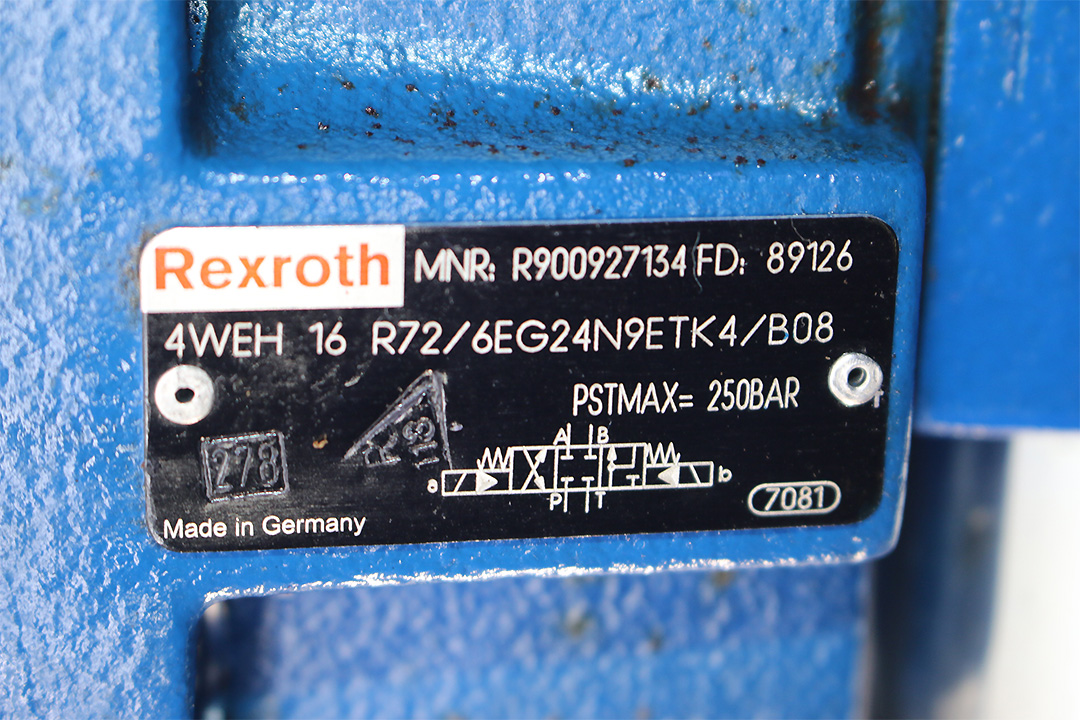 Rexroth MNR: R900927134 FD: 89126
4WEH 16 R72/6EG24N9ETK4/B08
PSTMAX= 250BAR
A B
a b
P T
278
7081
Made in Germany